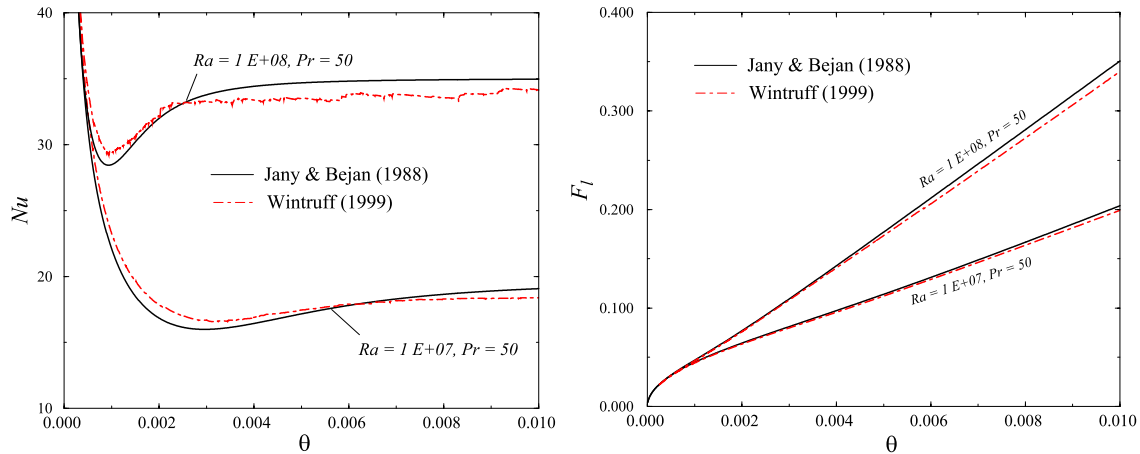 40
30
20
10
Nu
0.000
0.002
0.004
0.006
0.008
0.010
θ
Ra = 1 E+08, Pr = 50
Jany & Bejan (1988)
Wintruff (1999)
Ra = 1 E+07, Pr = 50
0.400
0.300
0.200
0.100
0.000
F_l
0.000
0.002
0.004
0.006
0.008
0.010
θ
Jany & Bejan (1988)
Wintruff (1999)
Ra = 1 E+08, Pr = 50
Ra = 1 E+07, Pr = 50